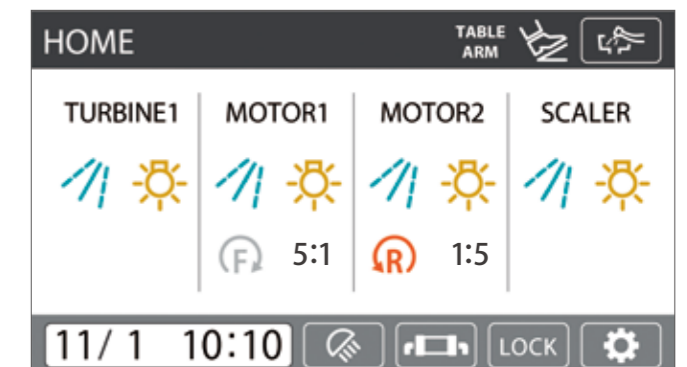 HOME
TABLE
ARM
TURBINE1 MOTOR1 MOTOR2 SCALER
F 5:1 R 1:5
11/ 1 10:10 LOCK